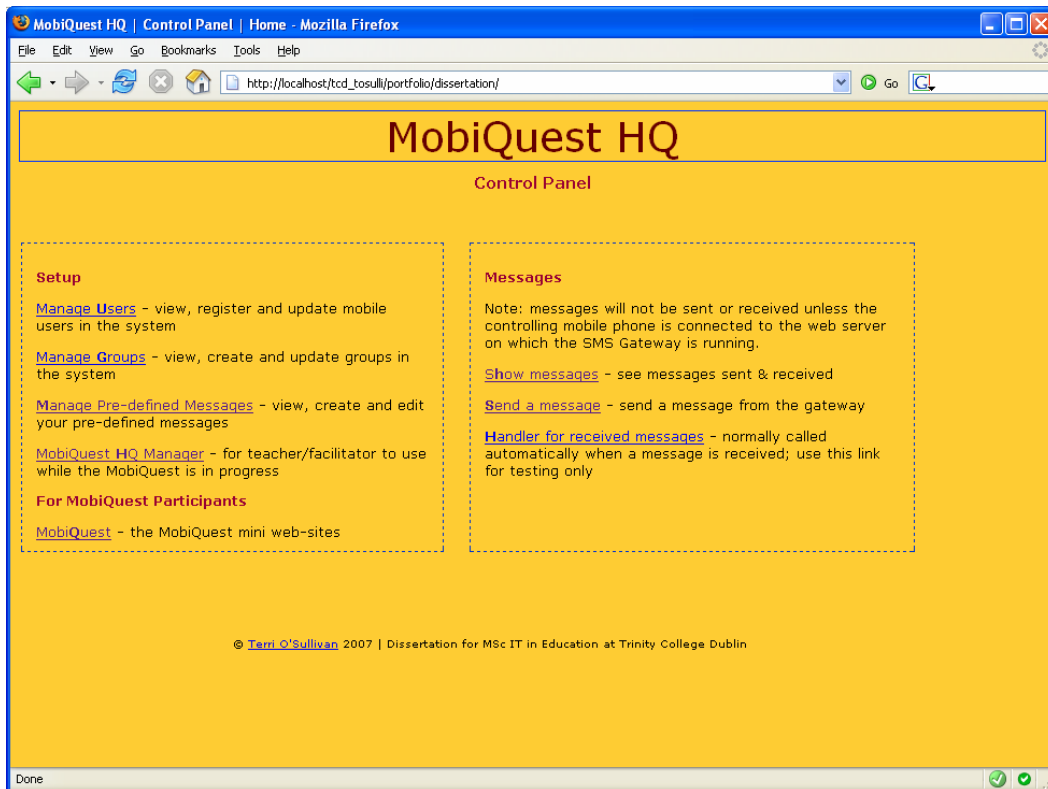 MobiQuest HQ | Control Panel | Home - Mozilla Firefox
File Edit View Go Bookmarks Tools Help
http://localhost/tcd_tosulli/portfolio/dissertation/
Go
G
MobiQuest HQ
Control Panel
Setup
Manage Users - view, register and update mobile
users in the system
Manage Groups - view, create and update groups in
the system
Manage Pre-defined Messages - view, create and edit
your pre-defined messages
MobiQuest HQ Manager - for teacher/facilitator to use
while the MobiQuest is in progress
For MobiQuest Participants
MobiQuest - the MobiQuest mini web-sites
Messages
Note: messages will not be sent or received unless the
controlling mobile phone is connected to the web server
on which the SMS Gateway is running.
Show messages - see messages sent & received
Send a message - send a message from the gateway
Handler for received messages - normally called
automatically when a message is received; use this link
for testing only
© Terri O'Sullivan 2007 | Dissertation for MSc IT in Education at Trinity College Dublin
Done